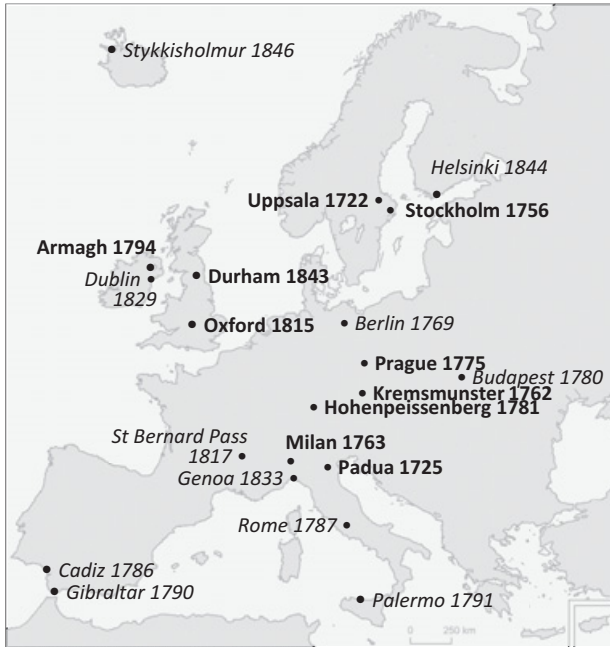 Stykkisholmur 1846
Helsinki 1844
Uppsala 1722
Stockholm 1756
Armagh 1794
Dublin
1829
Durham 1843
Oxford 1815
Berlin 1769
Prague 1775
Budapest 1780
Kremsmunster 1762
Hohenpeissenberg 1781
St Bernard Pass
1817
Milan 1763
Padua 1725
Genoa 1833
Rome 1787
Cadiz 1786
Gibraltar 1790
Palermo 1791
0 250 km